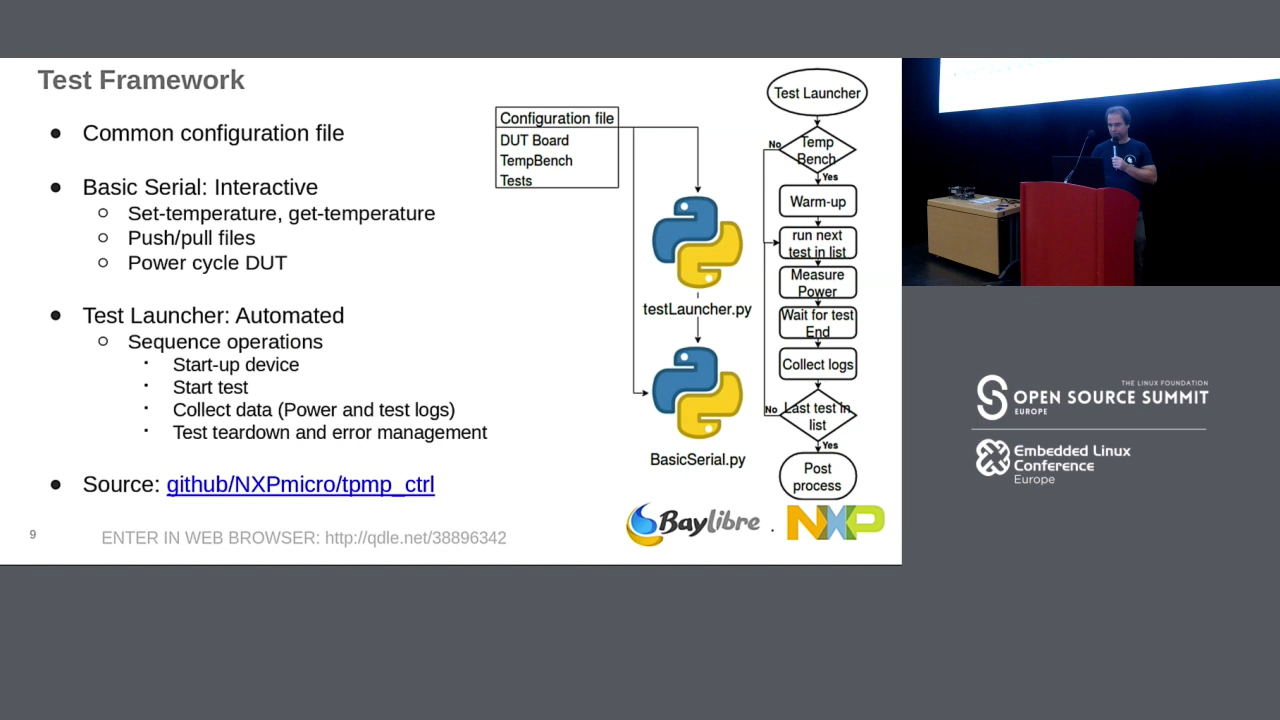 Test Framework
Common configuration file
Basic Serial: Interactive
Set-temperature, get-temperature
Push/pull files
Power cycle DUT
Test Launcher: Automated
Sequence operations
Start-up device
Start test
Collect data (Power and test logs)
Test teardown and error management
Source: github/NXPmicro/tpmp_ctrl
9
ENTER IN WEB BROWSER: http://qdle.net/38896342
Configuration file
DUT Board
TempBench
Tests
testLauncher.py
BasicSerial.py
Test Launcher
Temp
Bench
No
Yes
Warm-up
run next
test in list
Measure
Power
Wait for test
End
Collect logs
Last test in
list
No
Yes
Post
process
Baylibre
.
NXP
THE LINUX FOUNDATION
OPEN SOURCE SUMMIT
EUROPE
Embedded Linux
Conference
Europe